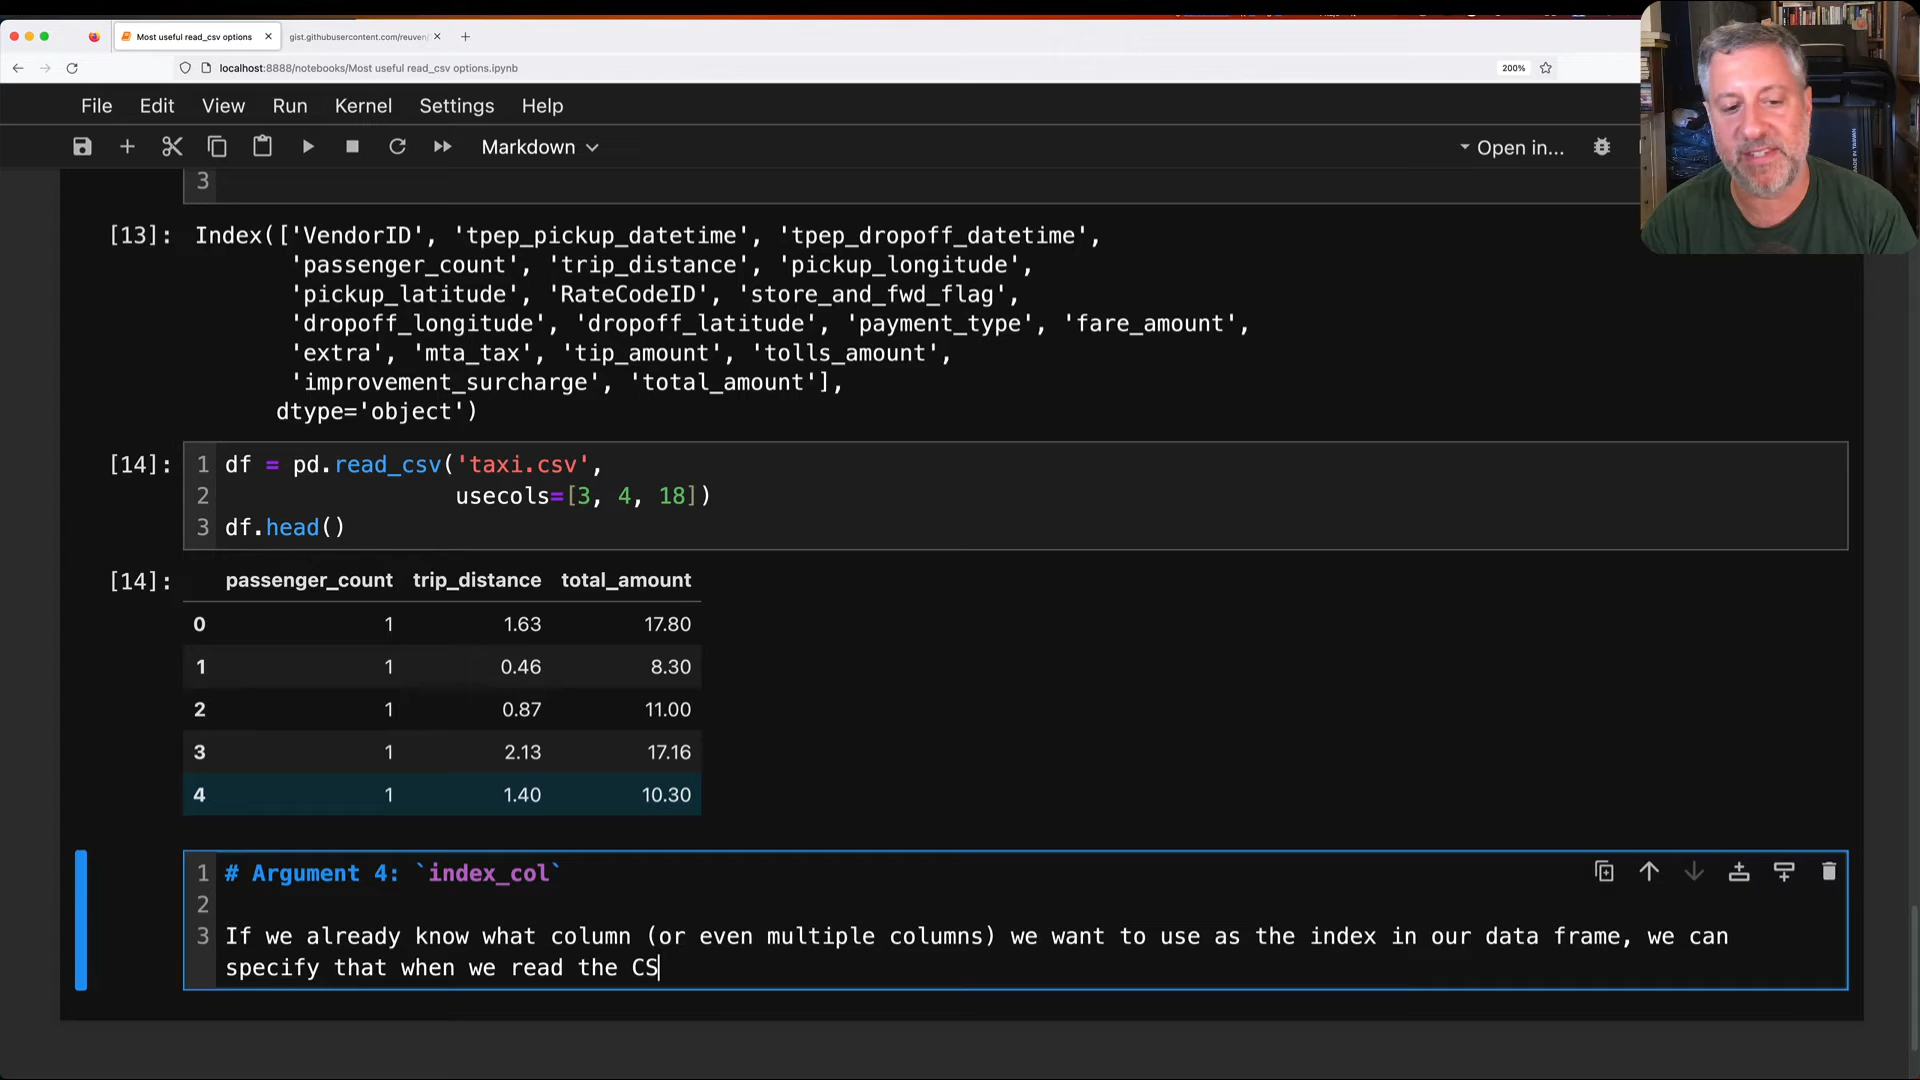 Most useful read_csv options
gist.githubusercontent.com/reuven/
localhost:8888/notebooks/Most useful read_csv options.ipynb
200%
File Edit View Run Kernel Settings Help
Markdown
Open in...
3
[13]: Index(['VendorID', 'tpep_pickup_datetime', 'tpep_dropoff_datetime',
'passenger_count', 'trip_distance', 'pickup_longitude',
'pickup_latitude', 'RateCodeID', 'store_and_fwd_flag',
'dropoff_longitude', 'dropoff_latitude', 'payment_type', 'fare_amount',
'extra', 'mta_tax', 'tip_amount', 'tolls_amount',
'improvement_surcharge', 'total_amount'],
dtype='object')
[14]: 1 df = pd.read_csv('taxi.csv',
2 usecols=[3, 4, 18])
3 df.head()
[14]: passenger_count trip_distance total_amount
0 1 1.63 17.80
1 1 0.46 8.30
2 1 0.87 11.00
3 1 2.13 17.16
4 1 1.40 10.30
1 # Argument 4: `index_col`
2
3 If we already know what column (or even multiple columns) we want to use as the index in our data frame, we can
specify that when we read the CS
MADE IN TAIWAN